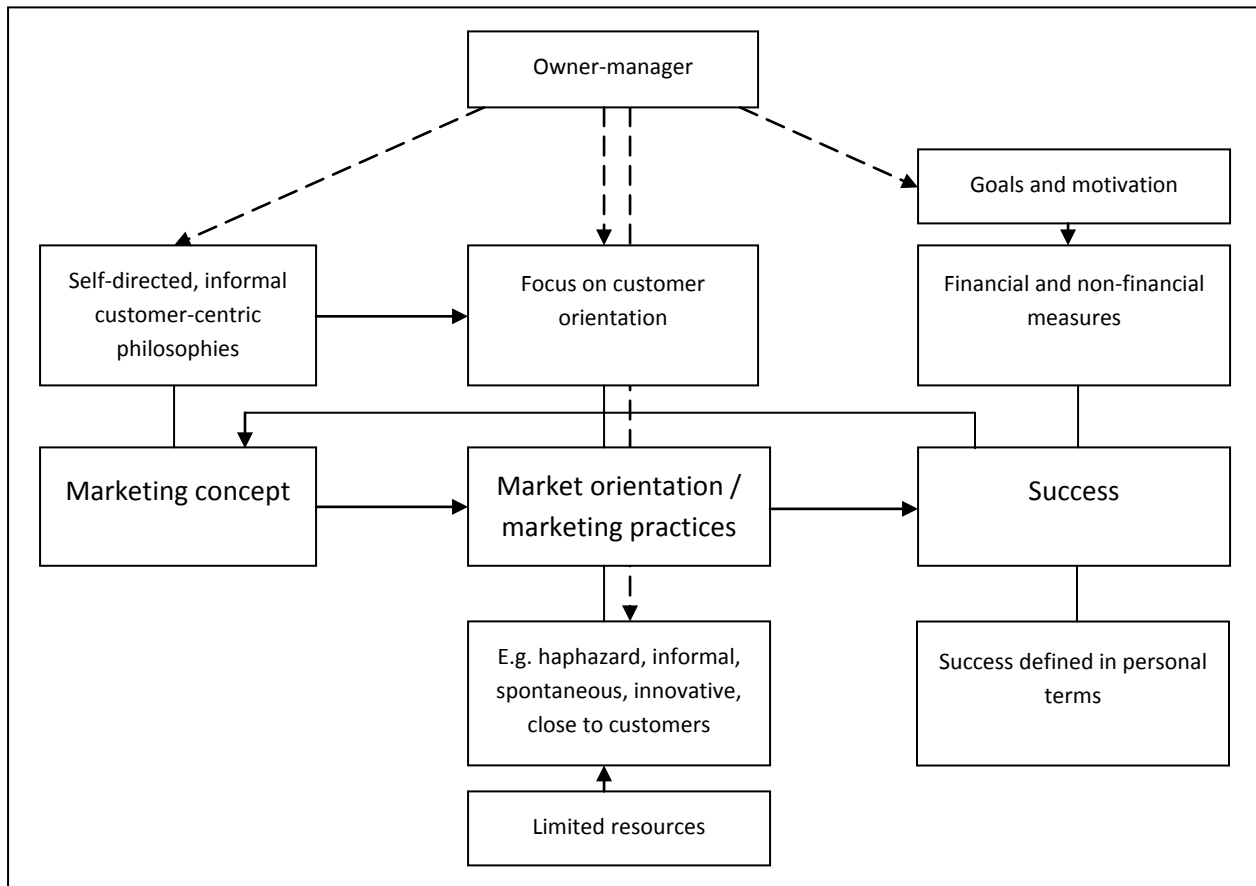 Owner-manager
Goals and motivation
Self-directed, informal
customer-centric
philosophies
Focus on customer
orientation
Financial and non-financial
measures
Marketing concept
Market orientation /
marketing practices
Success
E.g. haphazard, informal,
spontaneous, innovative,
close to customers
Success defined in personal
terms
Limited resources